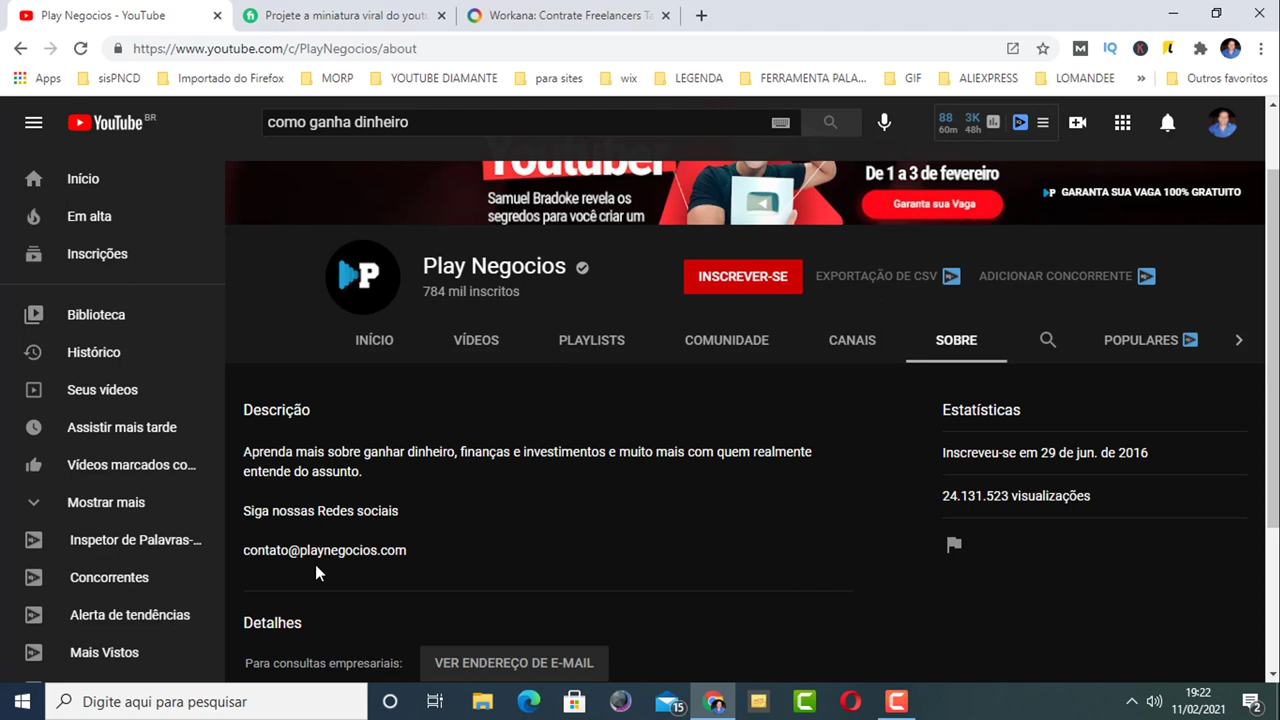 Play Negocios - YouTube
Projete a miniatura viral do yout
Workana: Contrate Freelancers Ta
https://www.youtube.com/c/PlayNegocios/about
Apps
sisPNCD
Importado do Firefox
MORP
YOUTUBE DIAMANTE
para sites
wix
LEGENDA
FERRAMENTA PALA...
GIF
ALIEXPRESS
LOMANDEE
»
Outros favoritos
YouTube BR
como ganha dinheiro
88 3K
60m 48h
Início
Em alta
Inscrições
Biblioteca
Histórico
Seus vídeos
Assistir mais tarde
Vídeos marcados co...
Mostrar mais
Inspetor de Palavras-...
Concorrentes
Alerta de tendências
Mais Vistos
Youtuber
Samuel Bradoke revela os
segredos para você criar um
De 1 a 3 de fevereiro
Garanta sua Vaga
P GARANTA SUA VAGA 100% GRATUITO
P
Play Negocios
784 mil inscritos
INSCREVER-SE
EXPORTAÇÃO DE CSV
ADICIONAR CONCORRENTE
INÍCIO
VÍDEOS
PLAYLISTS
COMUNIDADE
CANAIS
SOBRE
POPULARES
Descrição
Aprenda mais sobre ganhar dinheiro, finanças e investimentos e muito mais com quem realmente
entende do assunto.
Siga nossas Redes sociais
contato@playnegocios.com
Detalhes
Para consultas empresariais:
VER ENDEREÇO DE E-MAIL
Estatísticas
Inscreveu-se em 29 de jun. de 2016
24.131.523 visualizações
Digite aqui para pesquisar
15
19:22
11/02/2021
2